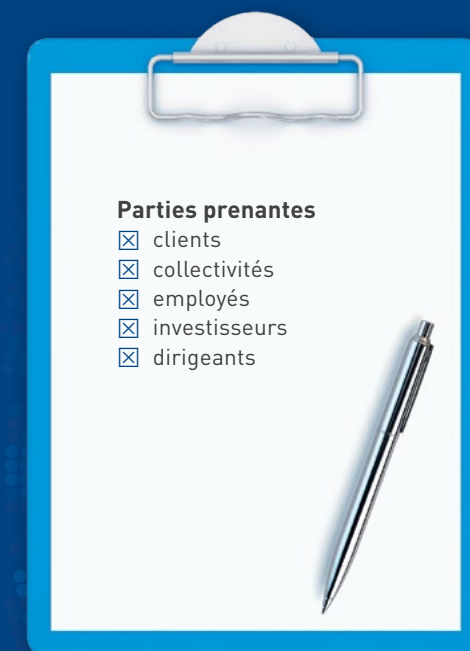 Parties prenantes
☒ clients
☒ collectivités
☒ employés
☒ investisseurs
☒ dirigeants